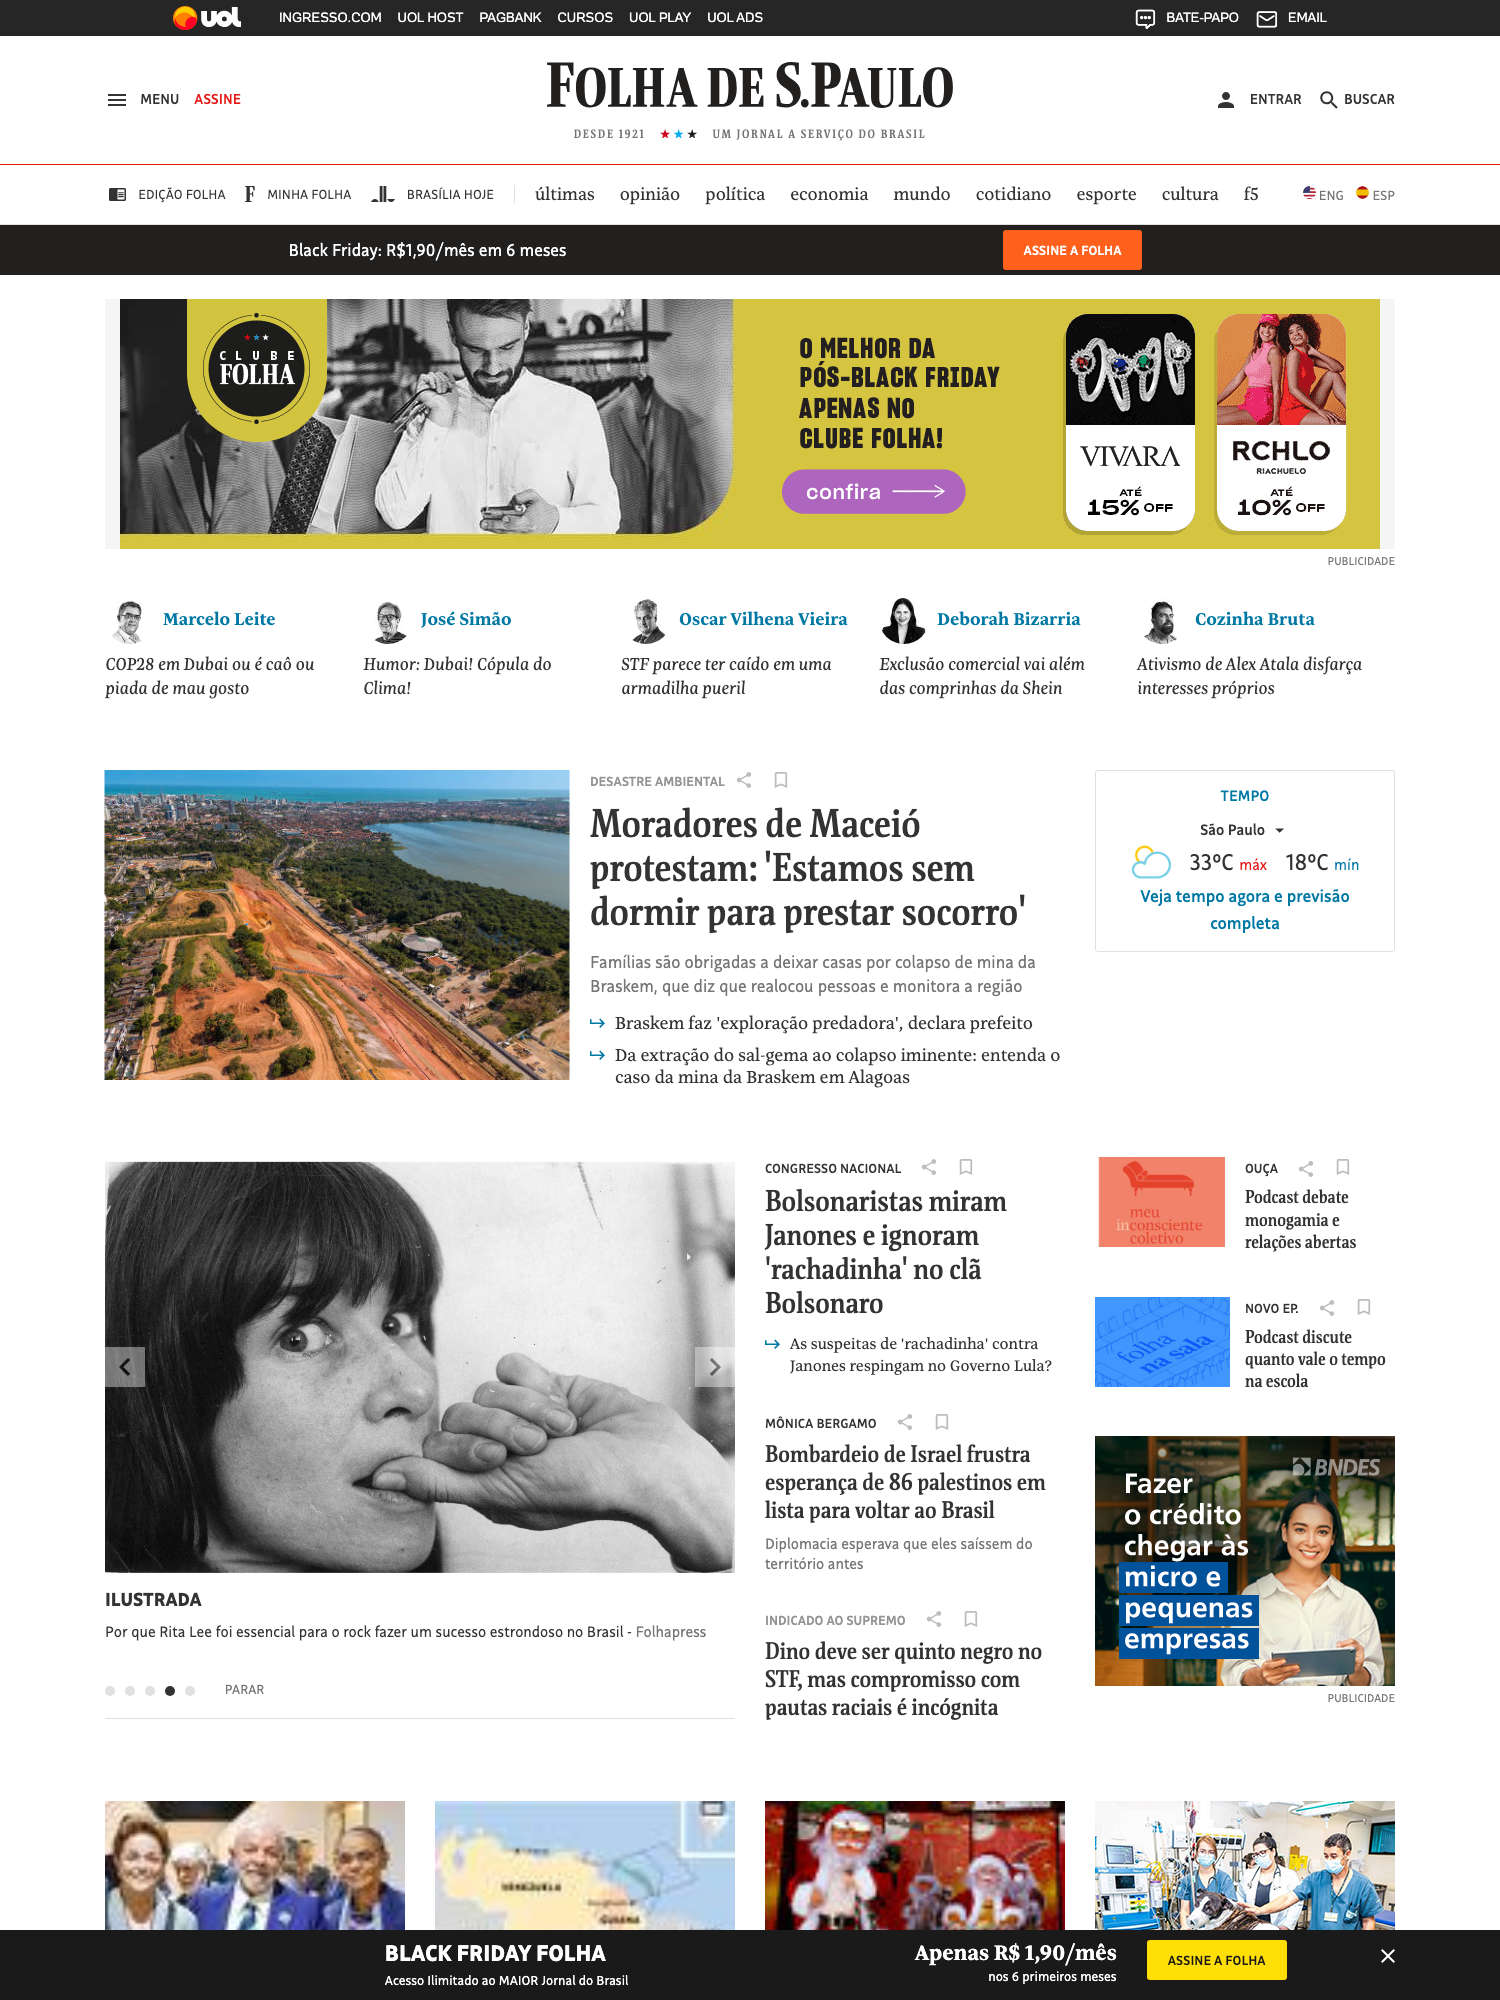 uol
INGRESSO.COM UOL HOST PAGBANK CURSOS UOL PLAY UOL ADS
BATE-PAPO EMAIL
MENU ASSINE
FOLHA DE S.PAULO
ENTRAR BUSCAR
DESDE 1921 ★★★ UM JORNAL A SERVIÇO DO BRASIL
EDIÇÃO FOLHA F MINHA FOLHA BRASÍLIA HOJE
últimas opinião política economia mundo cotidiano esporte cultura f5
ENG ESP
Black Friday: R$1,90/mês em 6 meses
ASSINE A FOLHA
CLUBE
FOLHA
O MELHOR DA
PÓS-BLACK FRIDAY
APENAS NO
CLUBE FOLHA!
confira
VIVARA
ATÉ
15% OFF
RCHLO
RIACHUELO
ATÉ
10% OFF
PUBLICIDADE
Marcelo Leite
COP28 em Dubai ou é caô ou
piada de mau gosto
José Simão
Humor: Dubai! Cópula do
Clima!
Oscar Vilhena Vieira
STF parece ter caído em uma
armadilha pueril
Deborah Bizarria
Exclusão comercial vai além
das comprinhas da Shein
Cozinha Bruta
Ativismo de Alex Atala disfarça
interesses próprios
DESASTRE AMBIENTAL
Moradores de Maceió
protestam: 'Estamos sem
dormir para prestar socorro'
Famílias são obrigadas a deixar casas por colapso de mina da
Braskem, que diz que realocou pessoas e monitora a região
Braskem faz 'exploração predadora', declara prefeito
Da extração do sal-gema ao colapso iminente: entenda o
caso da mina da Braskem em Alagoas
TEMPO
São Paulo
33ºC máx 18ºC mín
Veja tempo agora e previsão
completa
ILUSTRADA
Por que Rita Lee foi essencial para o rock fazer um sucesso estrondoso no Brasil - Folhapress
PARAR
CONGRESSO NACIONAL
Bolsonaristas miram
Janones e ignoram
'rachadinha' no clã
Bolsonaro
As suspeitas de 'rachadinha' contra
Janones respingam no Governo Lula?
MÔNICA BERGAMO
Bombardeio de Israel frustra
esperança de 86 palestinos em
lista para voltar ao Brasil
Diplomacia esperava que eles saíssem do
território antes
INDICADO AO SUPREMO
Dino deve ser quinto negro no
STF, mas compromisso com
pautas raciais é incógnita
meu
inconsciente
coletivo
OUÇA
Podcast debate
monogamia e
relações abertas
folha
na sala
NOVO EP.
Podcast discute
quanto vale o tempo
na escola
BNDES
Fazer
o crédito
chegar às
micro e
pequenas
empresas
PUBLICIDADE
VENEZUELA
GUIANA
BLACK FRIDAY FOLHA
Acesso Ilimitado ao MAIOR Jornal do Brasil
Apenas R$ 1,90/mês
nos 6 primeiros meses
ASSINE A FOLHA